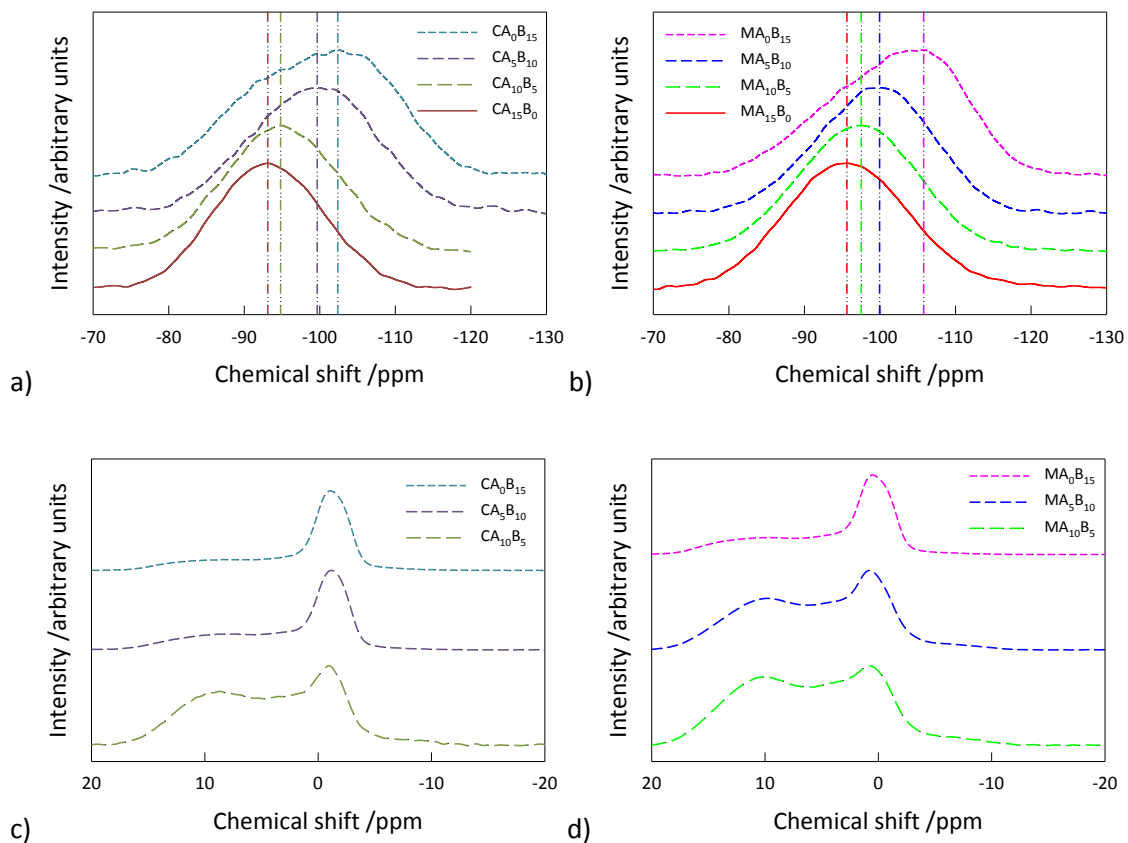 Intensity /arbitrary units
CA₀B₁₅
CA₅B₁₀
CA₁₀B₅
CA₁₅B₀
-70 -80 -90 -100 -110 -120 -130
Chemical shift /ppm
a)
Intensity /arbitrary units
MA₀B₁₅
MA₅B₁₀
MA₁₀B₅
MA₁₅B₀
-70 -80 -90 -100 -110 -120 -130
Chemical shift /ppm
b)
Intensity /arbitrary units
CA₀B₁₅
CA₅B₁₀
CA₁₀B₅
20 10 0 -10 -20
Chemical shift /ppm
c)
Intensity /arbitrary units
MA₀B₁₅
MA₅B₁₀
MA₁₀B₅
20 10 0 -10 -20
Chemical shift /ppm
d)